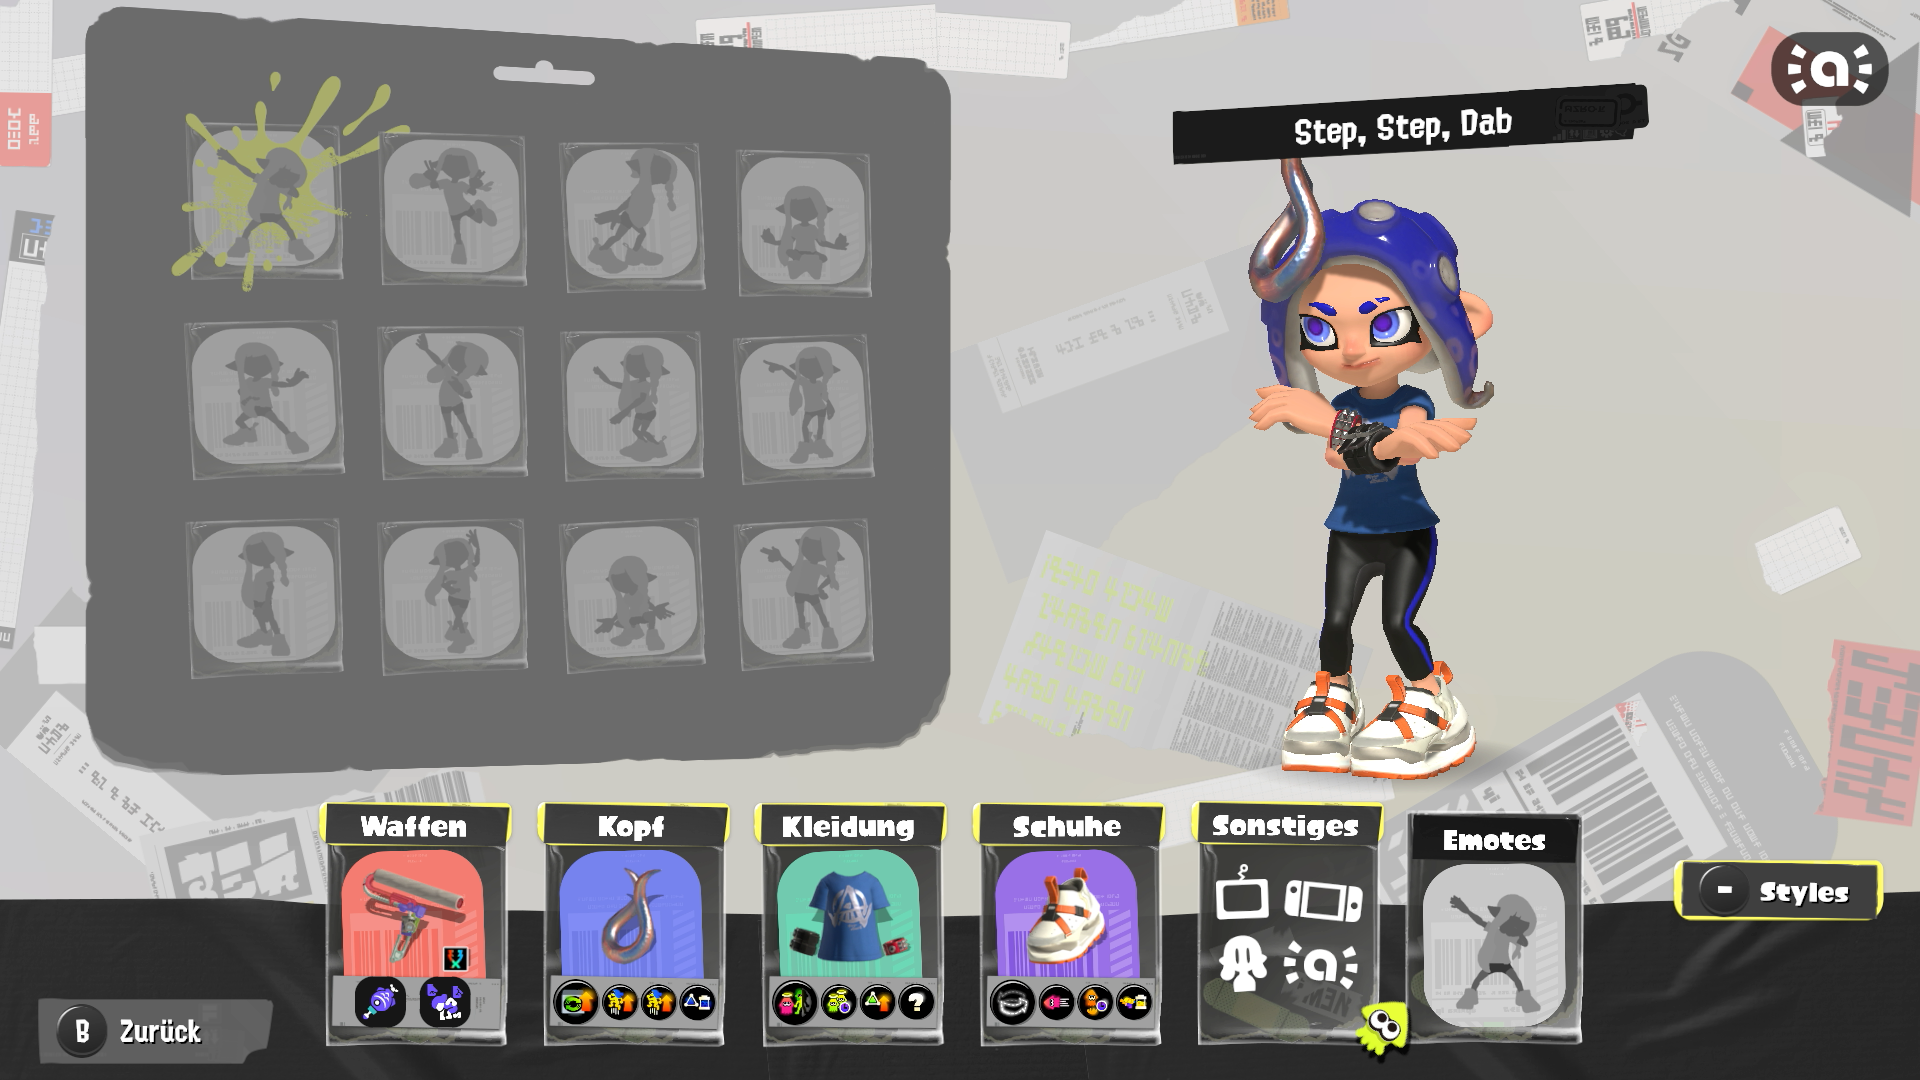 Step, Step, Dab
Waffen
Kopf
Kleidung
Schuhe
Sonstiges
Emotes
- Styles
B Zurück